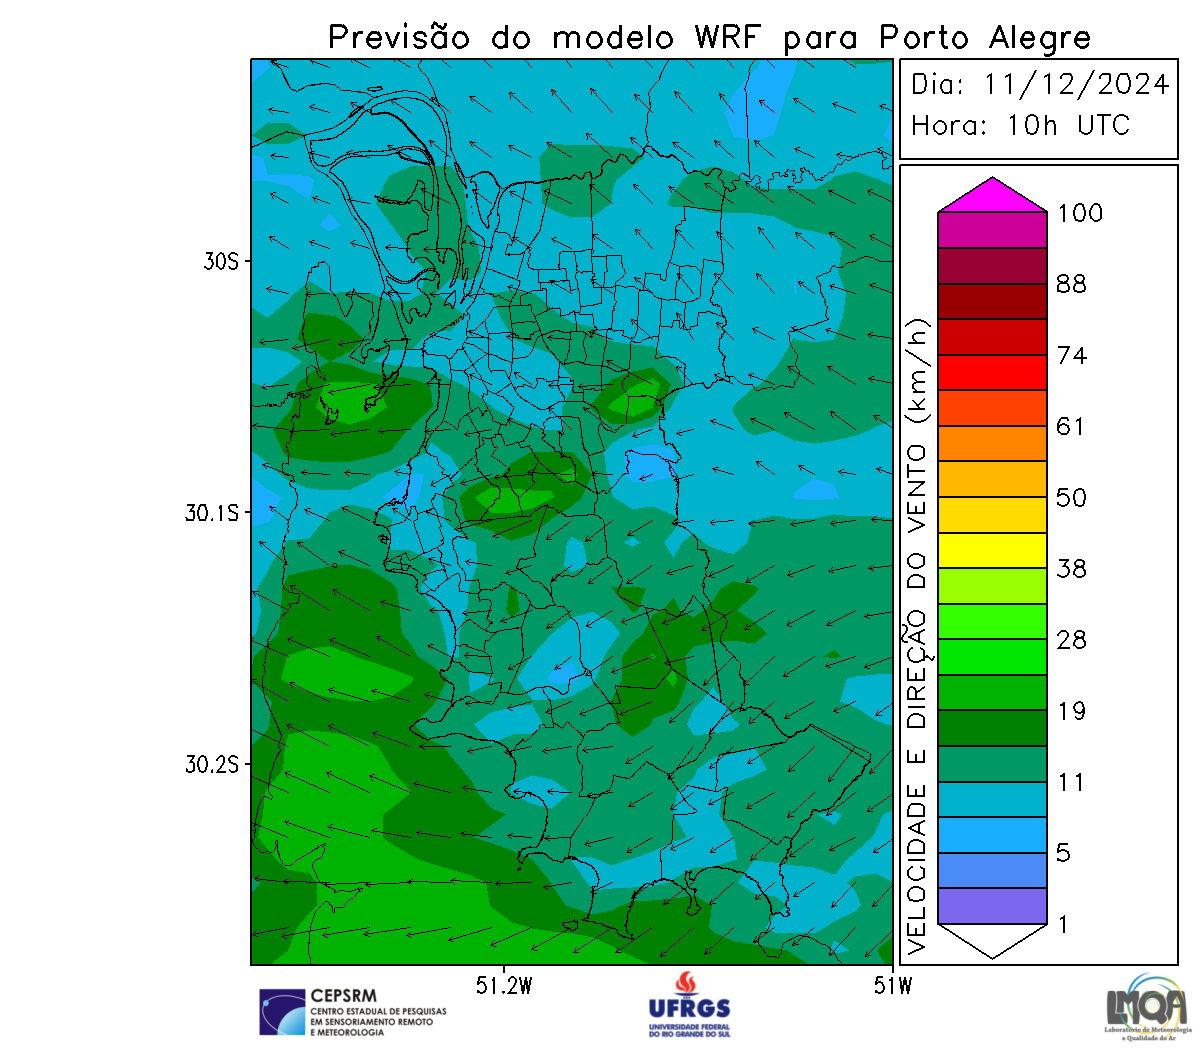 Previsão do modelo WRF para Porto Alegre
Dia: 11/12/2024
Hora: 10h UTC
100
88
74
61
50
38
28
19
11
5
1
VELOCIDADE E DIREÇÃO DO VENTO (km/h)
30S
30.1S
30.2S
51.2W
51W
CEPSRM
CENTRO ESTADUAL DE PESQUISAS
EM SENSORIAMENTO REMOTO
E METEOROLOGIA
UFRGS
UNIVERSIDADE FEDERAL
DO RIO GRANDE DO SUL
LMQA
Laboratório de Meteorologia
e Qualidade do Ar